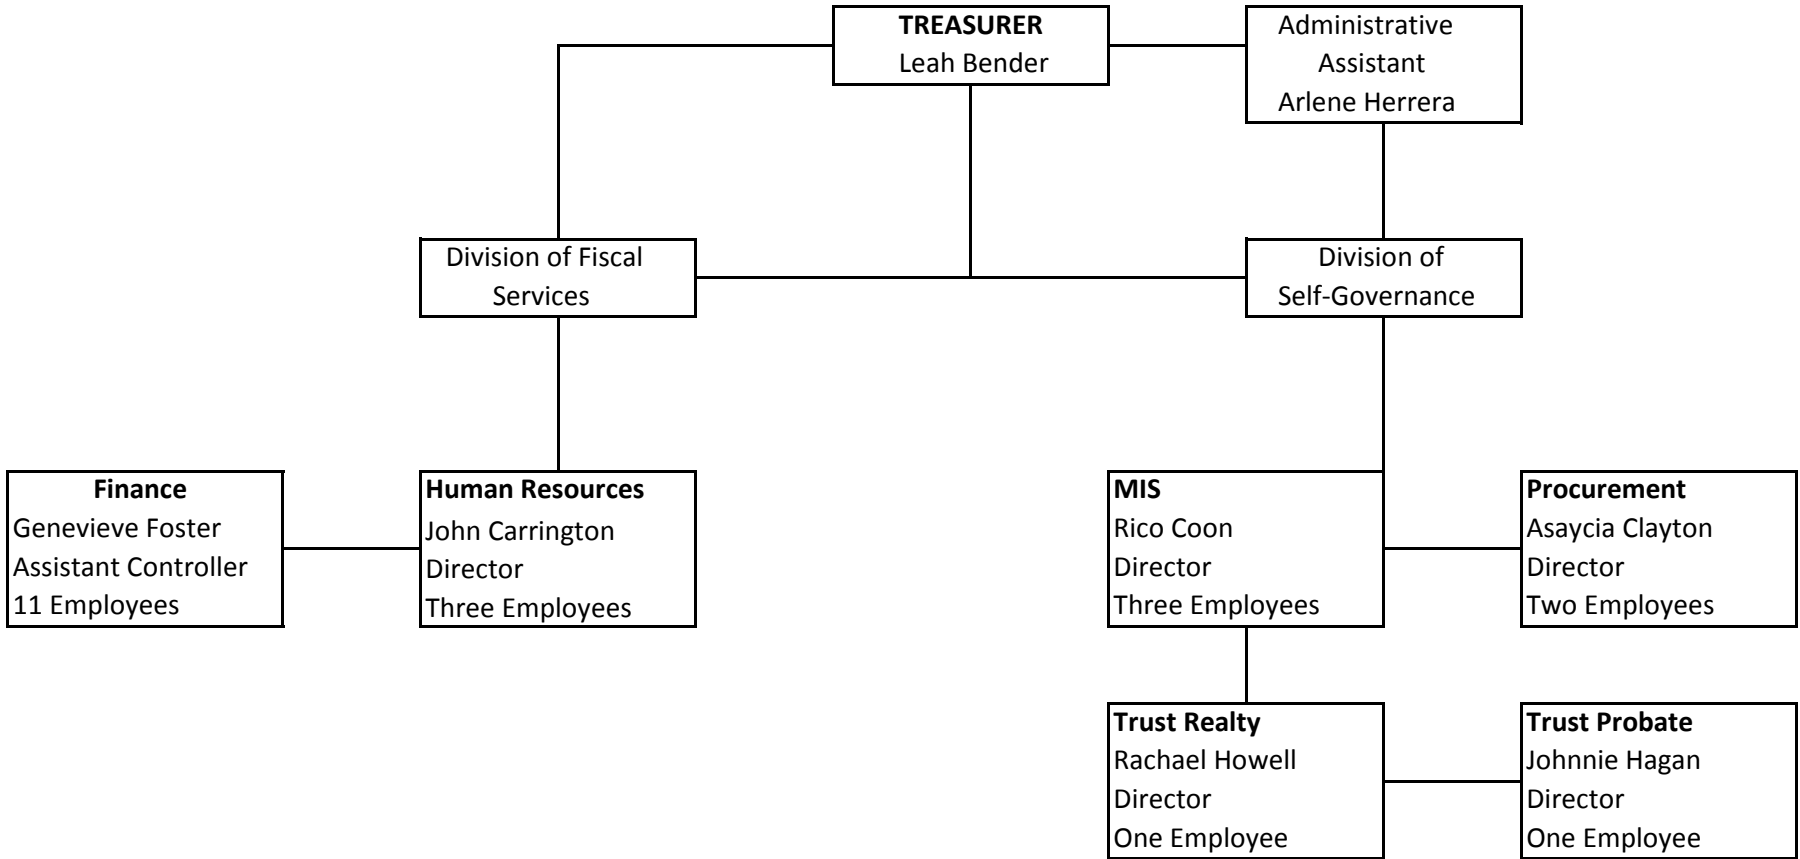 TREASURER
Leah Bender
Administrative
Assistant
Arlene Herrera
Division of Fiscal
Services
Division of
Self-Governance
Finance
Genevieve Foster
Assistant Controller
11 Employees
Human Resources
John Carrington
Director
Three Employees
MIS
Rico Coon
Director
Three Employees
Procurement
Asaycia Clayton
Director
Two Employees
Trust Realty
Rachael Howell
Director
One Employee
Trust Probate
Johnnie Hagan
Director
One Employee